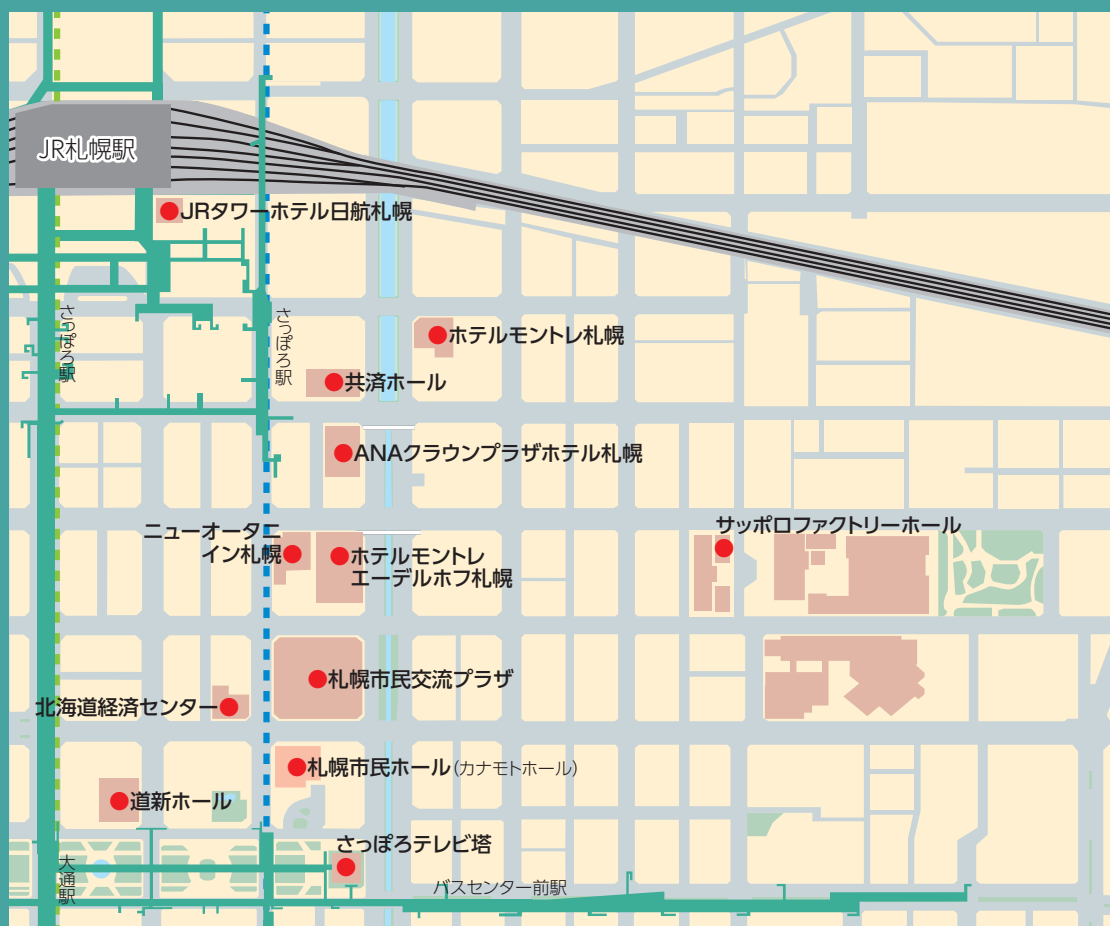 JR札幌駅
JRタワーホテル日航札幌
さっぽろ駅
さっぽろ駅
ホテルモントレ札幌
共済ホール
ANAクラウンプラザホテル札幌
ニューオータニ
イン札幌
ホテルモントレ
エーデルホフ札幌
サッポロファクトリーホール
札幌市民交流プラザ
北海道経済センター
札幌市民ホール(カナモトホール)
道新ホール
さっぽろテレビ塔
大通駅
バスセンター前駅